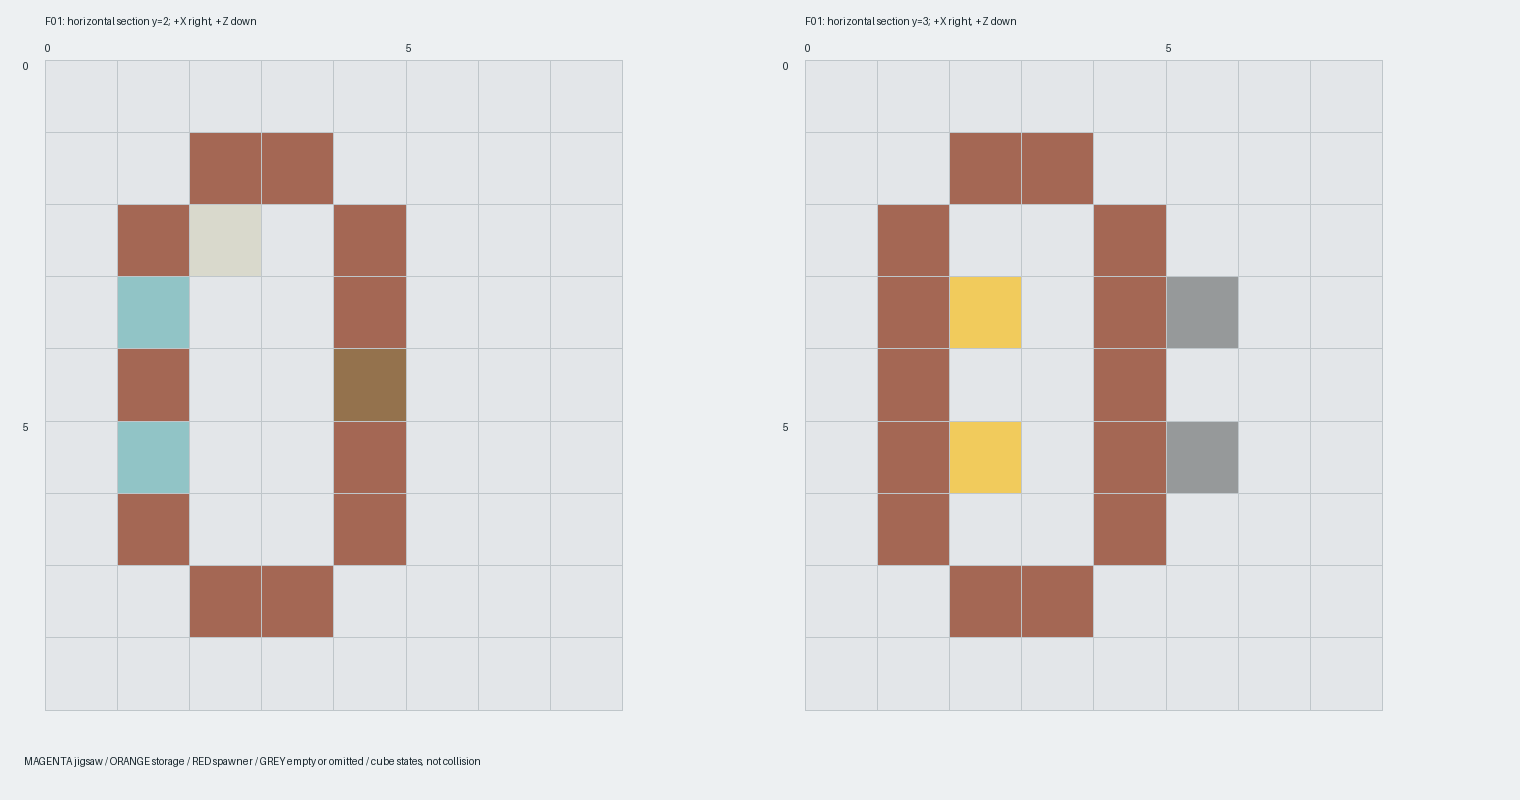 F01: horizontal section y=2; +X right, +Z down
F01: horizontal section y=3; +X right, +Z down
0 5
0 5
0
0
5
5
MAGENTA jigsaw / ORANGE storage / RED spawner / GREY empty or omitted / cube states, not collision